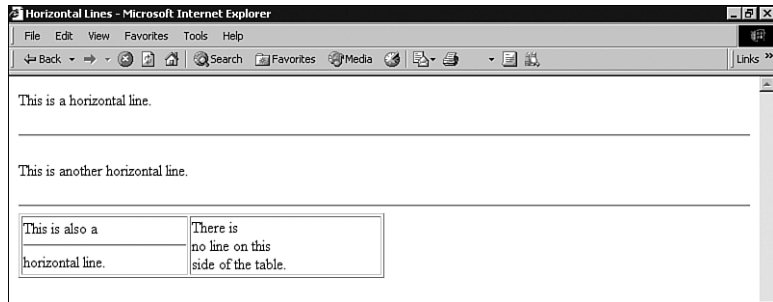 Horizontal Lines - Microsoft Internet Explorer
File Edit View Favorites Tools Help
Back Search Favorites Media Links »
This is a horizontal line.
This is another horizontal line.
This is also a
horizontal line.
There is
no line on this
side of the table.